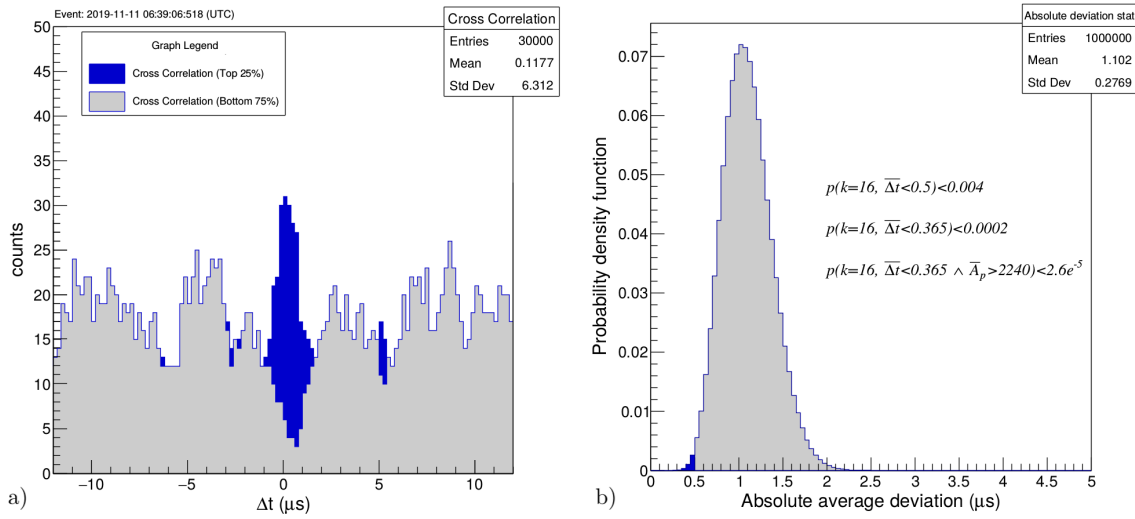 Event: 2019-11-11 06:39:06:518 (UTC)
Cross Correlation
Entries 30000
Mean 0.1177
Std Dev 6.312
Graph Legend
Cross Correlation (Top 25%)
Cross Correlation (Bottom 75%)
counts
50
45
40
35
30
25
20
15
10
5
0
−10 −5 0 5 10
Δt (μs)
a)
Absolute deviation stat
Entries 1000000
Mean 1.102
Std Dev 0.2769
Probability density function
0.07
0.06
0.05
0.04
0.03
0.02
0.01
0
p(k=16, Δt<0.5)<0.004
p(k=16, Δt<0.365)<0.0002
p(k=16, Δt<0.365 ∧ A_p>2240)<2.6e^-5
0 0.5 1 1.5 2 2.5 3 3.5 4 4.5 5
Absolute average deviation (μs)
b)